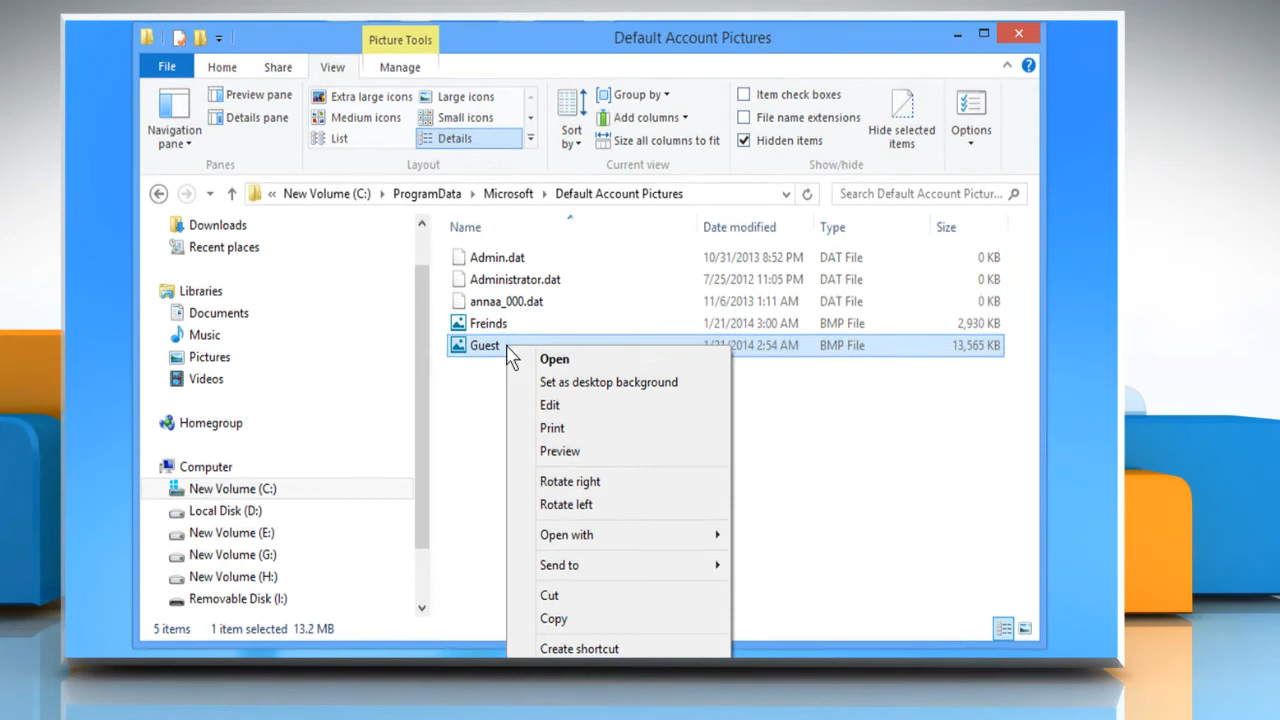 Picture Tools
Default Account Pictures
File Home Share View Manage
Preview pane
Details pane
Navigation pane
Panes
Extra large icons Large icons
Medium icons Small icons
List Details
Layout
Sort by
Group by
Add columns
Size all columns to fit
Current view
Item check boxes
File name extensions
Hidden items
Hide selected items
Show/hide
Options
« New Volume (C:) ProgramData Microsoft Default Account Pictures
Search Default Account Pictur...
Downloads
Recent places
Libraries
Documents
Music
Pictures
Videos
Homegroup
Computer
New Volume (C:)
Local Disk (D:)
New Volume (E:)
New Volume (G:)
New Volume (H:)
Removable Disk (I:)
Name Date modified Type Size
Admin.dat 10/31/2013 8:52 PM DAT File 0 KB
Administrator.dat 7/25/2012 11:05 PM DAT File 0 KB
annaa_000.dat 11/6/2013 1:11 AM DAT File 0 KB
Freinds 1/21/2014 3:00 AM BMP File 2,930 KB
Guest 1/21/2014 2:54 AM BMP File 13,565 KB
Open
Set as desktop background
Edit
Print
Preview
Rotate right
Rotate left
Open with
Send to
Cut
Copy
Create shortcut
5 items 1 item selected 13.2 MB